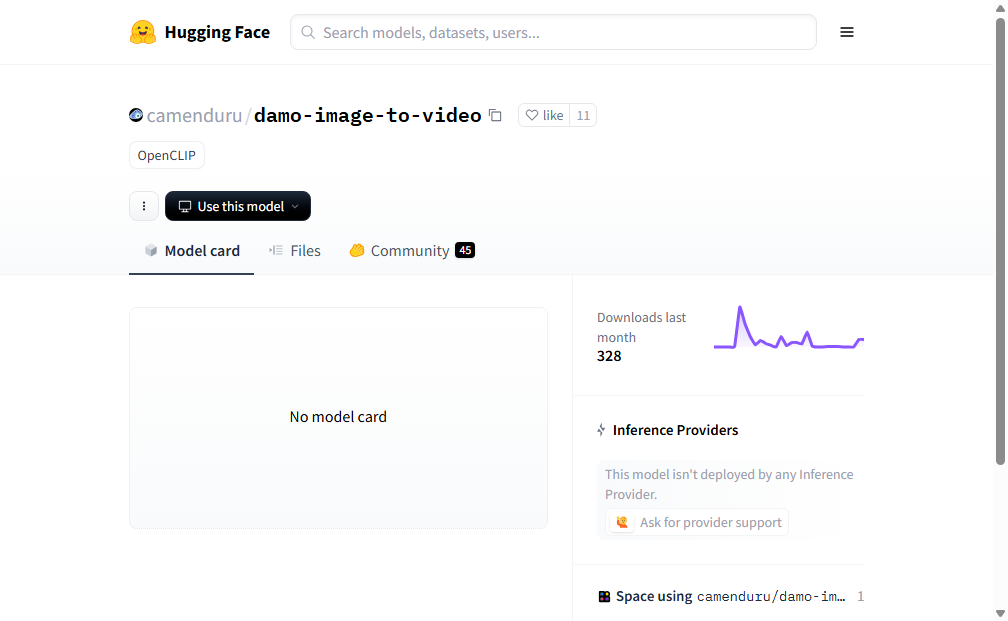 Hugging Face
Search models, datasets, users...
camenduru/damo-image-to-video
like 11
OpenCLIP
Use this model
Model card
Files
Community 45
No model card
Downloads last
month
328
Inference Providers
This model isn't deployed by any Inference
Provider.
Ask for provider support
Space using camenduru/damo-im… 1